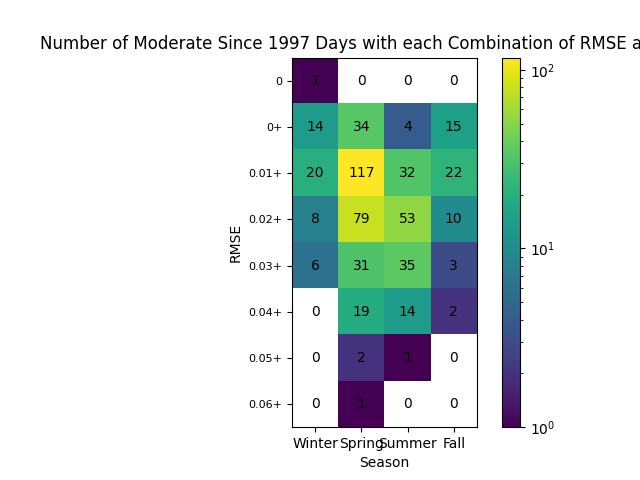 Number of Moderate Since 1997 Days with each Combination of RMSE a
0 1 0 0 0
0+ 14 34 4 15
0.01+ 20 117 32 22
0.02+ 8 79 53 10
0.03+ 6 31 35 3
0.04+ 0 19 14 2
0.05+ 0 2 1 0
0.06+ 0 1 0 0
Winter Spring Summer Fall
Season
RMSE
10²
10¹
10⁰